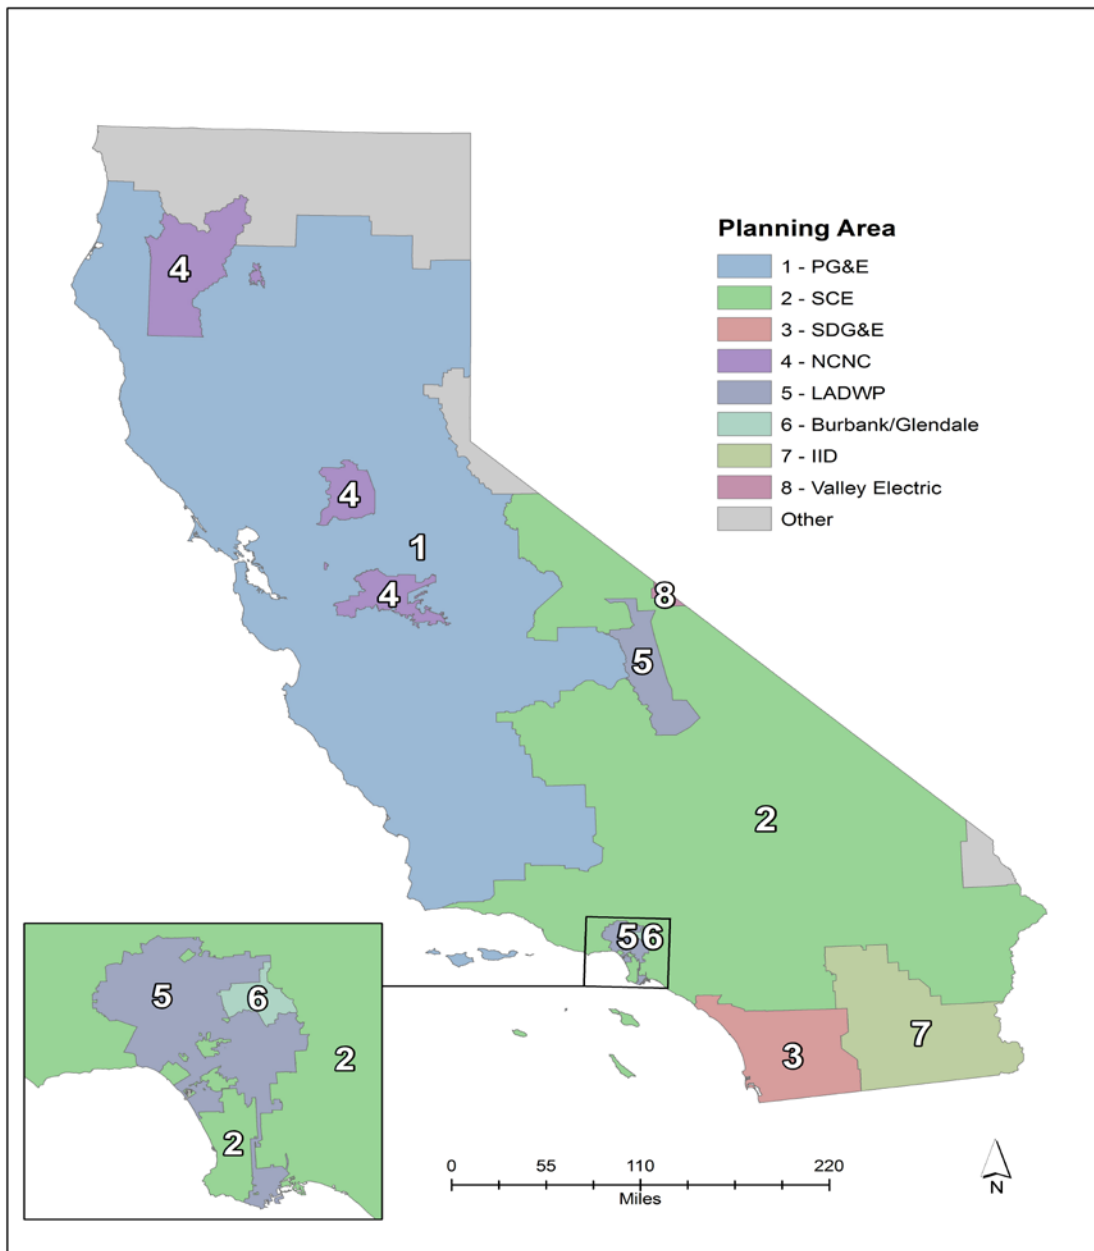 4
Planning Area
1 - PG&E
2 - SCE
3 - SDG&E
4 - NCNC
5 - LADWP
6 - Burbank/Glendale
7 - IID
8 - Valley Electric
Other
4
1
4
8
5
2
5 6
5
6
2
2
3
7
0 55 110 220
Miles
N